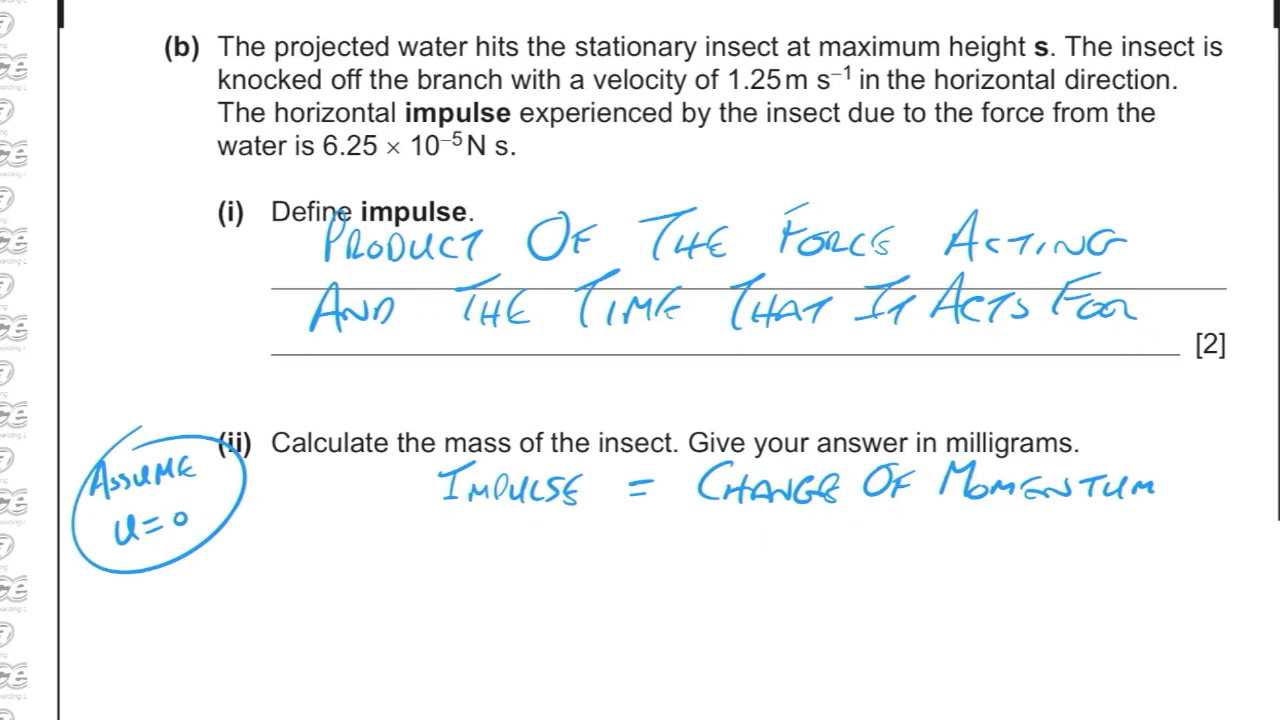 (b) The projected water hits the stationary insect at maximum height s. The insect is
knocked off the branch with a velocity of 1.25 m s⁻¹ in the horizontal direction.
The horizontal impulse experienced by the insect due to the force from the
water is 6.25 × 10⁻⁵ N s.
(i) Define impulse.
PRODUCT OF THE FORCE ACTING
AND THE TIME THAT IT ACTS FOR
[2]
(ii) Calculate the mass of the insect. Give your answer in milligrams.
ASSUME
u = 0
IMPULSE = CHANGE OF MOMENTUM